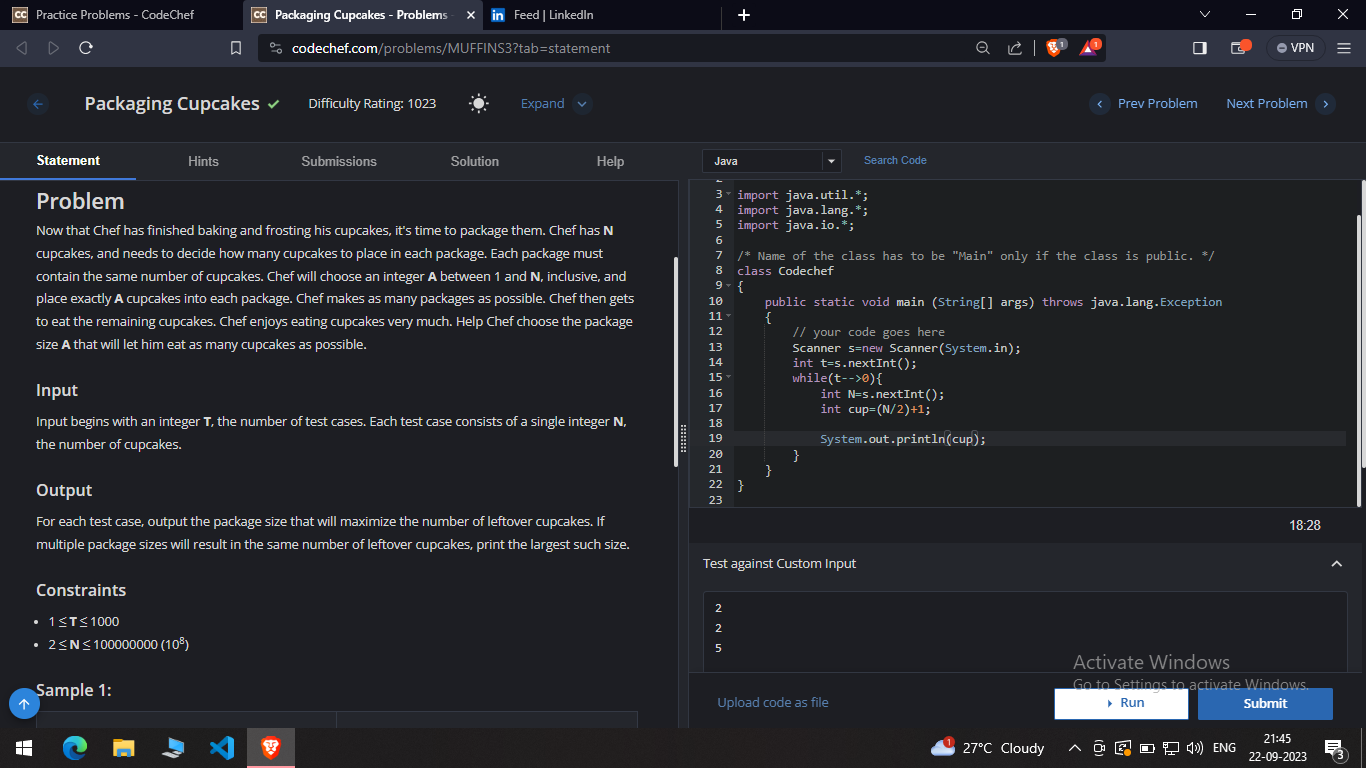 Practice Problems - CodeChef
Packaging Cupcakes - Problems
Feed | LinkedIn
codechef.com/problems/MUFFINS3?tab=statement
1
1
VPN
Packaging Cupcakes
Difficulty Rating: 1023
Expand
Prev Problem
Next Problem
Statement
Hints
Submissions
Solution
Help
Problem
Now that Chef has finished baking and frosting his cupcakes, it's time to package them. Chef has N
cupcakes, and needs to decide how many cupcakes to place in each package. Each package must
contain the same number of cupcakes. Chef will choose an integer A between 1 and N, inclusive, and
place exactly A cupcakes into each package. Chef makes as many packages as possible. Chef then gets
to eat the remaining cupcakes. Chef enjoys eating cupcakes very much. Help Chef choose the package
size A that will let him eat as many cupcakes as possible.
Input
Input begins with an integer T, the number of test cases. Each test case consists of a single integer N,
the number of cupcakes.
Output
For each test case, output the package size that will maximize the number of leftover cupcakes. If
multiple package sizes will result in the same number of leftover cupcakes, print the largest such size.
Constraints
• 1 ≤ T ≤ 1000
• 2 ≤ N ≤ 100000000 (10⁸)
Sample 1:
Java
Search Code
3 import java.util.*;
4 import java.lang.*;
5 import java.io.*;
6
7 /* Name of the class has to be "Main" only if the class is public. */
8 class Codechef
9 {
10 public static void main (String[] args) throws java.lang.Exception
11 {
12 // your code goes here
13 Scanner s=new Scanner(System.in);
14 int t=s.nextInt();
15 while(t-->0){
16 int N=s.nextInt();
17 int cup=(N/2)+1;
18
19 System.out.println(cup);
20 }
21 }
22 }
23
18:28
Test against Custom Input
2
2
5
Activate Windows
Go to Settings to activate Windows.
Upload code as file
Run
Submit
1
27°C Cloudy
ENG
21:45
22-09-2023
3